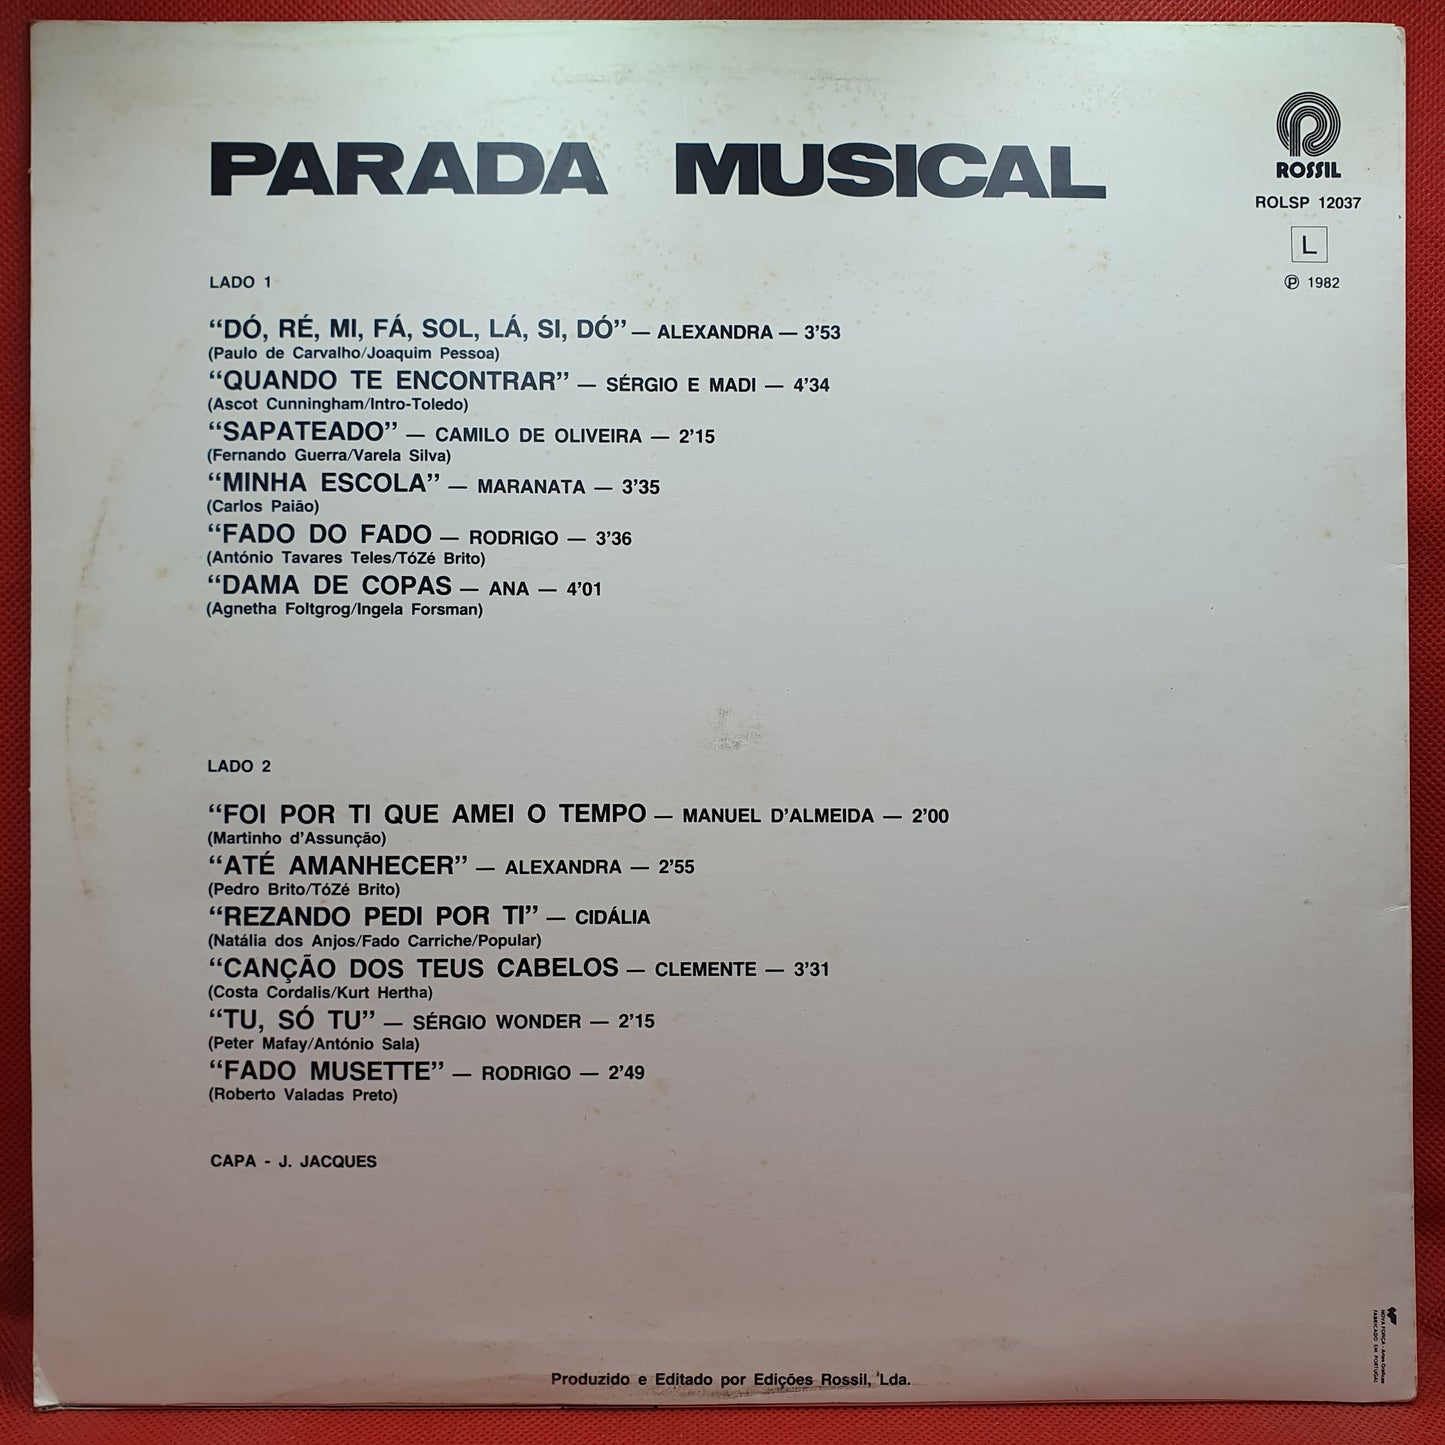 PARADA MUSICAL
ROSSIL
ROLSP 12037
L
℗ 1982
LADO 1
“DÓ, RÉ, MI, FÁ, SOL, LÁ, SI, DÓ” — ALEXANDRA — 3’53
(Paulo de Carvalho/Joaquim Pessoa)
“QUANDO TE ENCONTRAR” — SÉRGIO E MADI — 4’34
(Ascot Cunningham/Intro-Toledo)
“SAPATEADO” — CAMILO DE OLIVEIRA — 2’15
(Fernando Guerra/Varela Silva)
“MINHA ESCOLA” — MARANATA — 3’35
(Carlos Paião)
“FADO DO FADO — RODRIGO — 3’36
(António Tavares Teles/TóZé Brito)
“DAMA DE COPAS — ANA — 4’01
(Agnetha Foltgrog/Ingela Forsman)
LADO 2
“FOI POR TI QUE AMEI O TEMPO — MANUEL D’ALMEIDA — 2’00
(Martinho d’Assunção)
“ATÉ AMANHECER” — ALEXANDRA — 2’55
(Pedro Brito/TóZé Brito)
“REZANDO PEDI POR TI” — CIDÁLIA
(Natália dos Anjos/Fado Carriche/Popular)
“CANÇÃO DOS TEUS CABELOS — CLEMENTE — 3’31
(Costa Cordalis/Kurt Hertha)
“TU, SÓ TU” — SÉRGIO WONDER — 2’15
(Peter Mafay/António Sala)
“FADO MUSETTE” — RODRIGO — 2’49
(Roberto Valadas Preto)
CAPA - J. JACQUES
Produzido e Editado por Edições Rossil, Lda.
NOVA FORÇA - Artes Gráficas
FABRICADO EM PORTUGAL